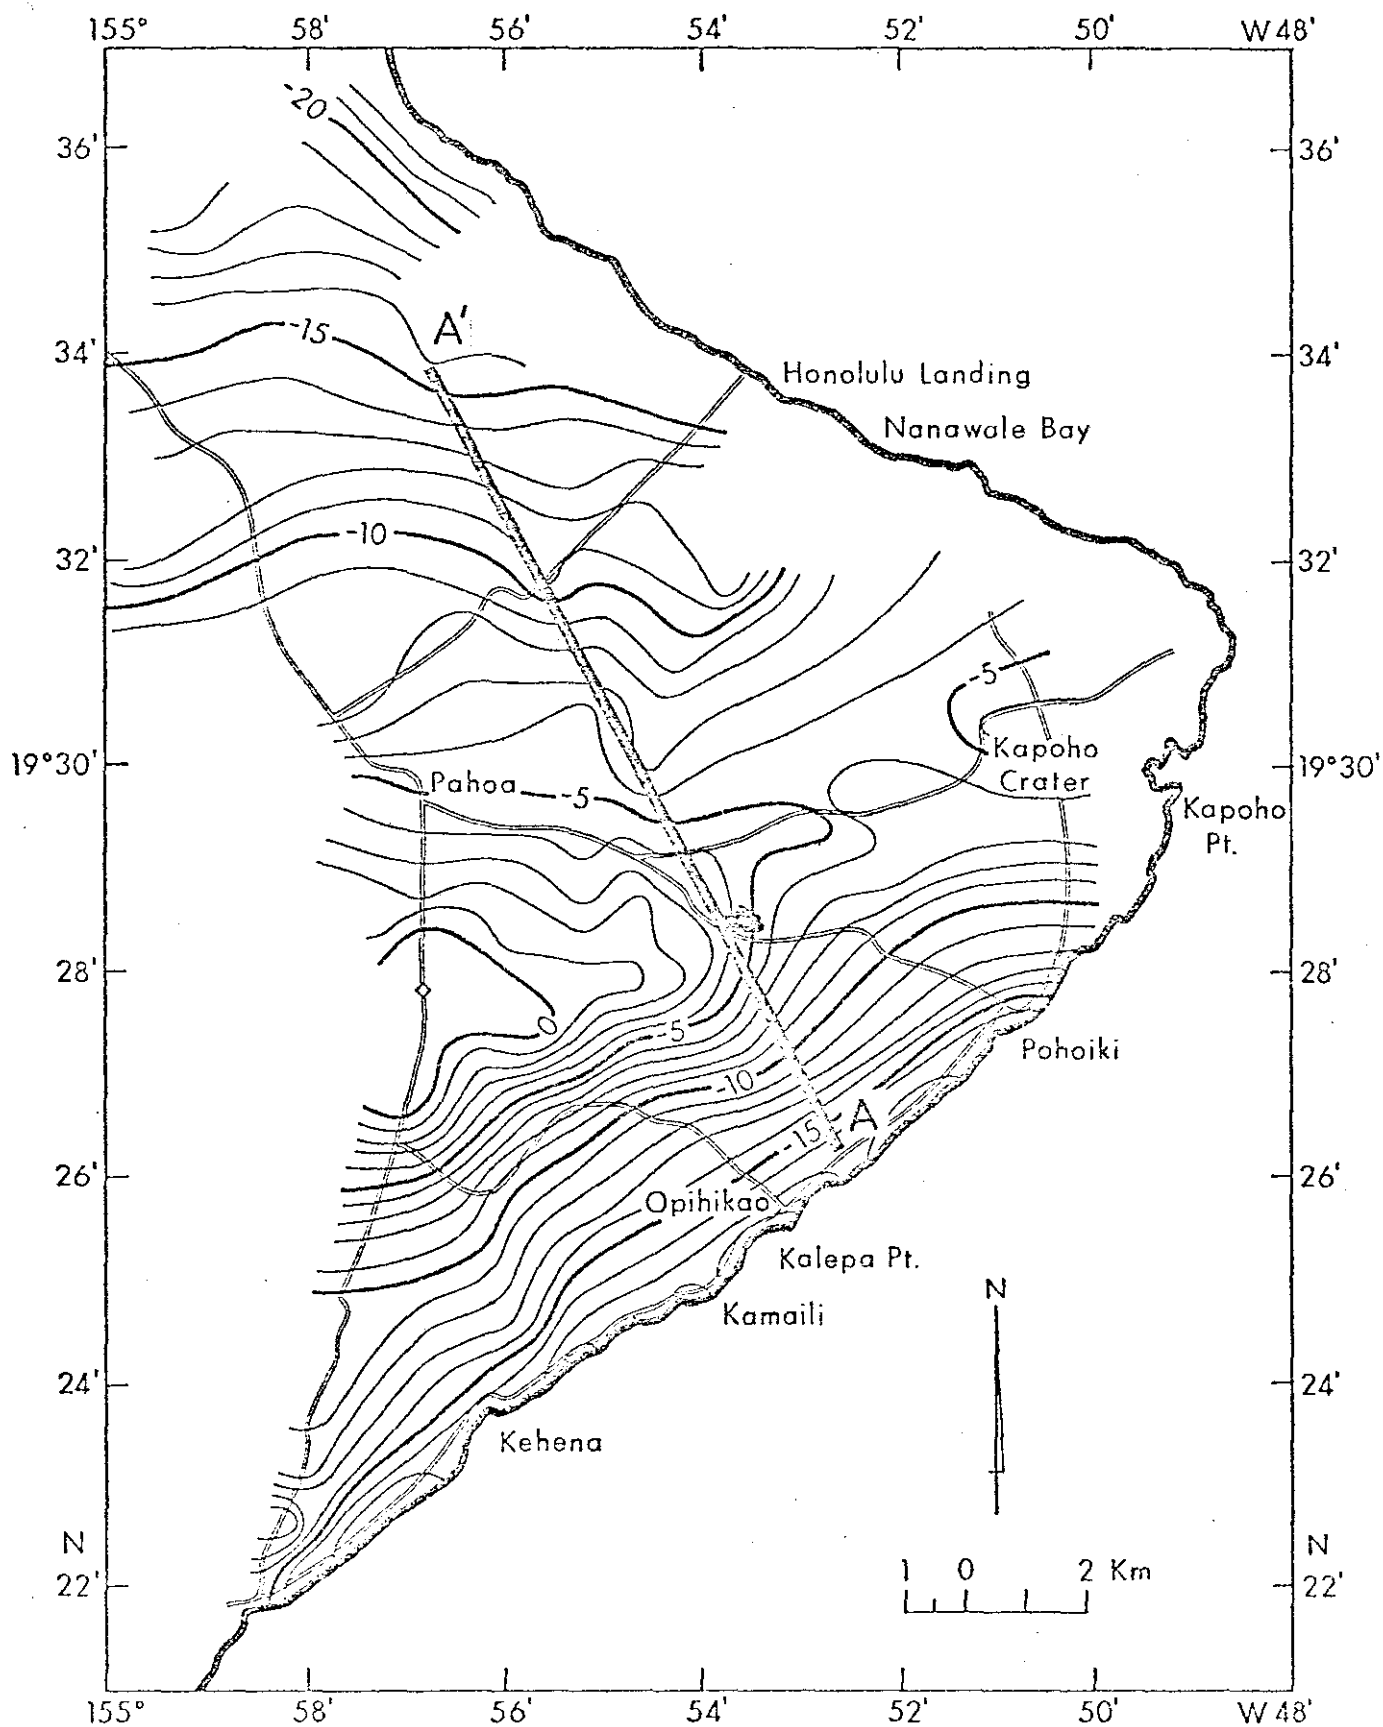 155° 58' 56' 54' 52' 50' W 48'
-20
36' 36'
A'
-15
34' 34'
Honolulu Landing
Nanawale Bay
-10
32' 32'
-5
19°30' Kapoho 19°30'
Pahoa -5 Crater
Kapoho
Pt.
28' 28'
0 -5
Pohoiki
-10
A
-15
26' 26'
Opihikao
Kalepa Pt.
N
Kamaili
24' 24'
Kehena
N N
1 0 2 Km
22' 22'
155° 58' 56' 54' 52' 50' W 48'